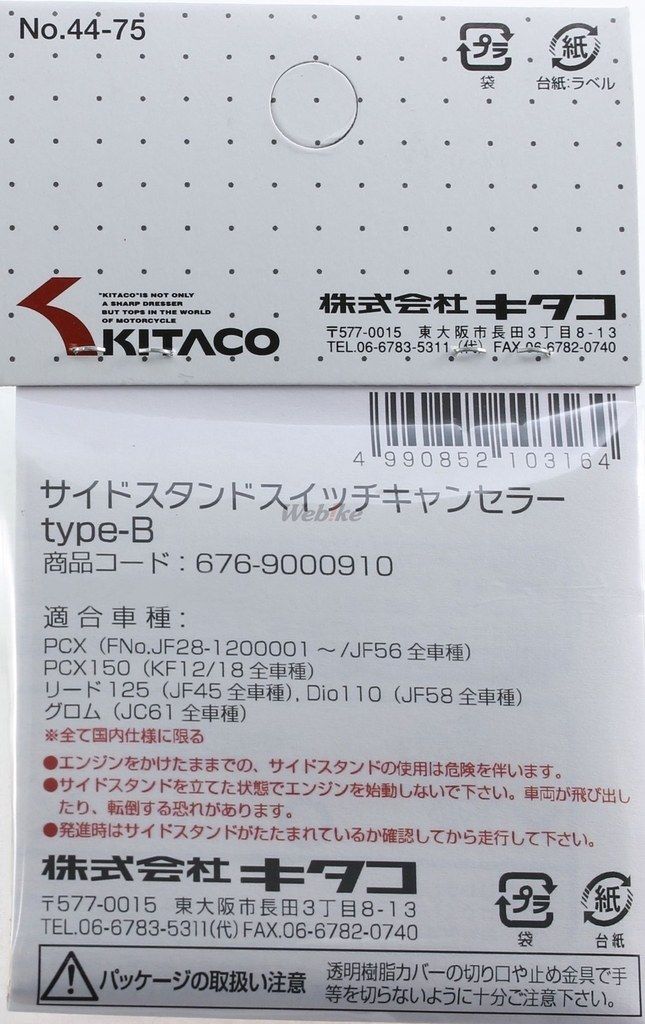 No.44-75
プラ
紙
袋
台紙:ラベル
"KITACO"IS NOT ONLY
A SHARP DRESSER
BUT TOPS IN THE WORLD
OF MOTORCYCLE
KITACO
株式会社 キタコ
〒577-0015 東大阪市長田3丁目8-13
TEL.06-6783-5311(代) FAX.06-6782-0740
4 990852 103164
サイドスタンドスイッチキャンセラー
Webike
type-B
商品コード:676-9000910
適合車種:
PCX(FNo.JF28-1200001~/JF56全車種)
PCX150(KF12/18全車種)
リード125(JF45全車種), Dio110(JF58全車種)
グロム(JC61全車種)
※全て国内仕様に限る
●エンジンをかけたままでの、サイドスタンドの使用は危険を伴います。
●サイドスタンドを立てた状態でエンジンを始動しないで下さい。車両が飛び出し
たり、転倒する恐れがあります。
●発進時はサイドスタンドがたたまれているか確認してから走行して下さい。
株式会社 キタコ
〒577-0015 東大阪市長田3丁目8-13
TEL.06-6783-5311(代) FAX.06-6782-0740
プラ
紙
袋
台紙
パッケージの取扱い注意
透明樹脂カバーの切り口や止め金具で手
等を切らないように十分ご注意下さい。